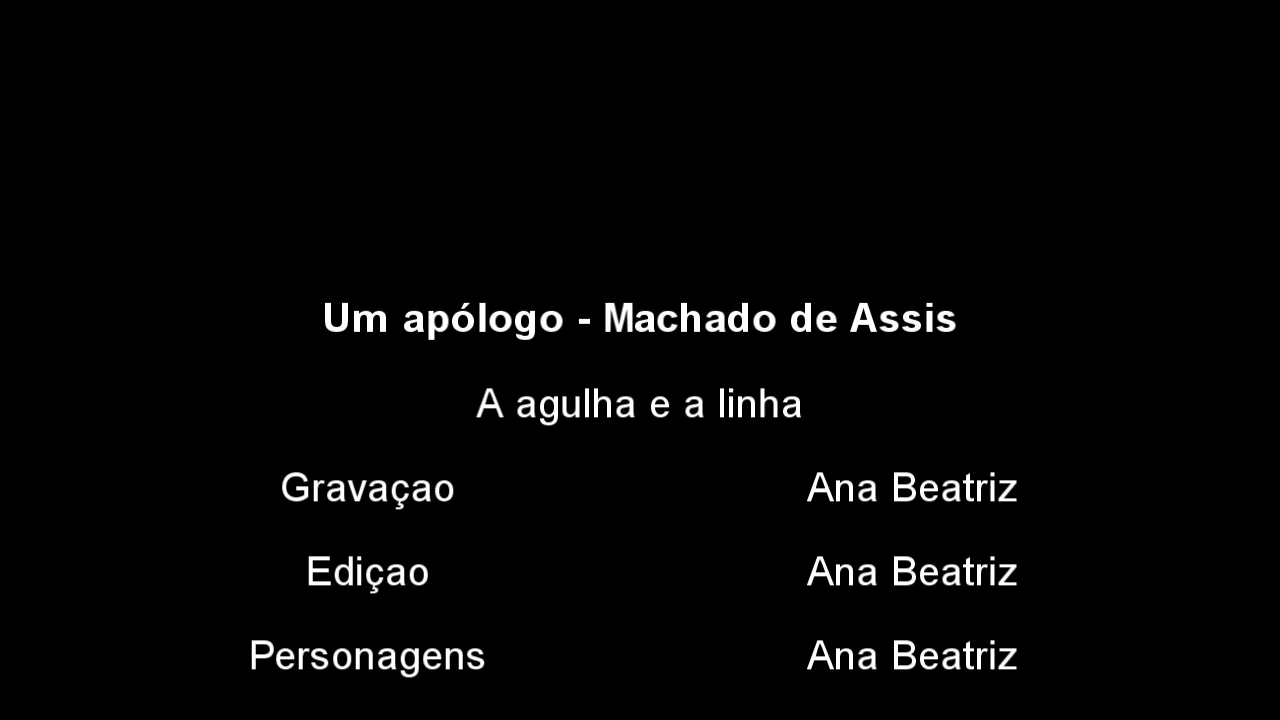 Um apólogo - Machado de Assis
A agulha e a linha
Gravaçao Ana Beatriz
Ediçao Ana Beatriz
Personagens Ana Beatriz